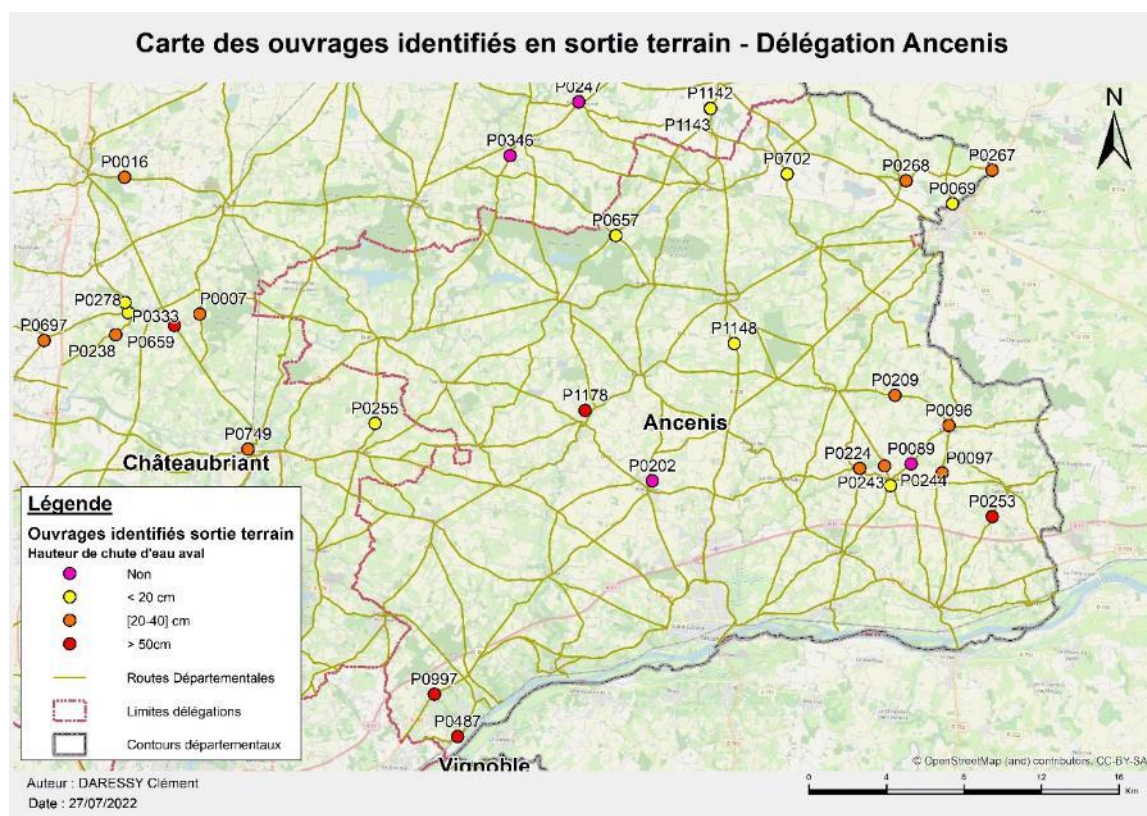 Carte des ouvrages identifiés en sortie terrain - Délégation Ancenis
P0247
P1142
N
P1143
P0346
P0016
P0702
P0268
P0267
P0069
P0657
P0278
P0007
P0333
P0697
P0238
P0659
P1148
P1178
P0209
P0255
Ancenis
P0096
P0749
Châteaubriant
P0224
P0089
P0202
P0097
P0243
P0244
P0253
Légende
Ouvrages identifiés sortie terrain
Hauteur de chute d'eau aval
Non
< 20 cm
[20-40] cm
> 50cm
Routes Départementales
Limites délégations
Contours départementaux
P0997
P0487
Vignoble
© OpenStreetMap (and) contributors, CC-BY-SA
Auteur : DARESSY Clément
Date : 27/07/2022
0 4 8 12 16
Km